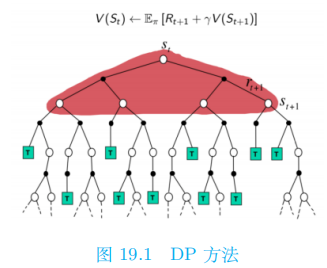 V(S_t) ← 𝔼_π [R_{t+1} + γV(S_{t+1})]
s_t
r_{t+1}
s_{t+1}
T T T T T
T T T T T
图 19.1 DP 方法